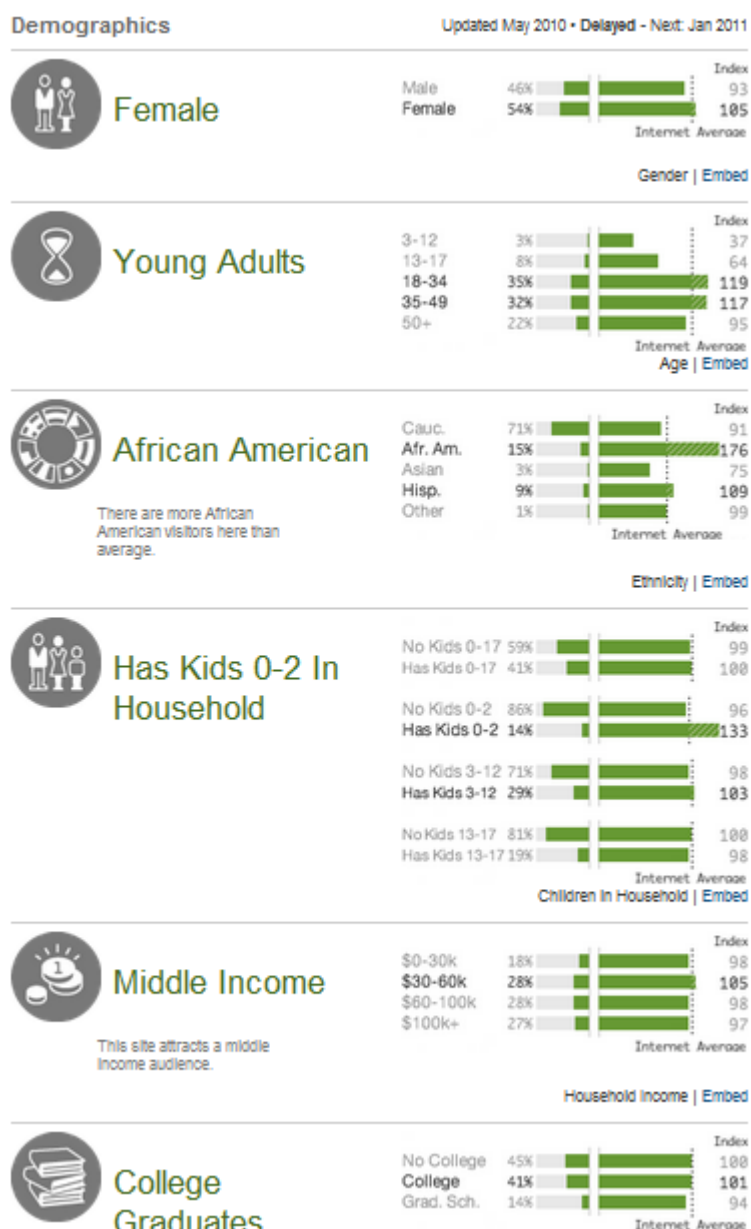 Demographics Updated May 2010 • Delayed - Next: Jan 2011
Index
Female
Male 46% 93
Female 54% 105
Internet Average
Gender | Embed
Index
Young Adults
3-12 3% 37
13-17 8% 64
18-34 35% 119
35-49 32% 117
50+ 22% 95
Internet Average
Age | Embed
Index
African American
Cauc. 71% 91
Afr. Am. 15% 176
Asian 3% 75
Hisp. 9% 109
Other 1% 99
There are more African
American visitors here than
average.
Internet Average
Ethnicity | Embed
Index
Has Kids 0-2 In
Household
No Kids 0-17 59% 99
Has Kids 0-17 41% 100
No Kids 0-2 86% 96
Has Kids 0-2 14% 133
No Kids 3-12 71% 98
Has Kids 3-12 29% 103
No Kids 13-17 81% 100
Has Kids 13-17 19% 98
Internet Average
Children in Household | Embed
Index
1
Middle Income
$0-30k 18% 98
$30-60k 28% 105
$60-100k 28% 98
$100k+ 27% 97
This site attracts a middle
income audience.
Internet Average
Household Income | Embed
Index
College
Graduates
No College 45% 100
College 41% 101
Grad. Sch. 14% 94
Internet Average